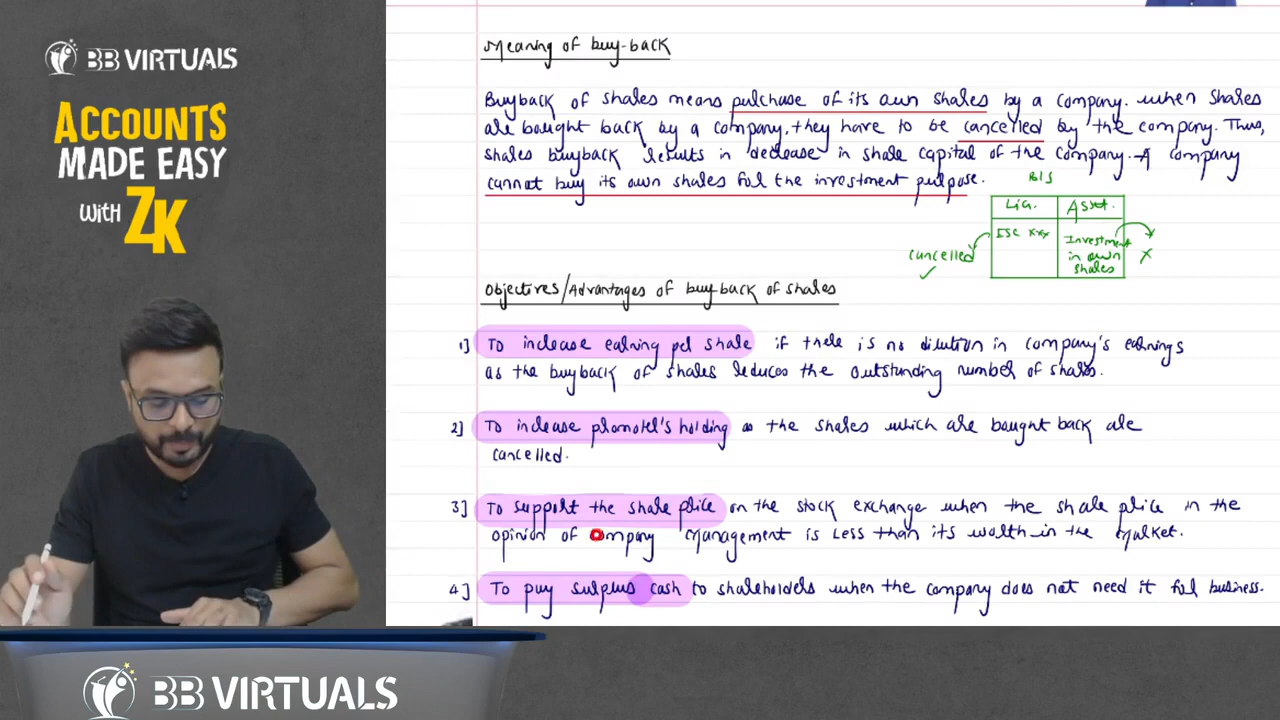 BB VIRTUALS
ACCOUNTS
MADE EASY
with ZK
Meaning of buy-back
Buyback of shares means purchase of its own shares by a company. when shares
are bought back by a company, they have to be cancelled by the company. Thus,
shares buyback results in decrease in share capital of the company. A company
cannot buy its own shares for the investment purpose.
B/S
Lia. Asset.
ESC xxx Investment
in own
shares
cancelled
✓
x
Objectives/Advantages of buyback of shares
1] To increase earning per share if there is no dilution in company's earnings
as the buyback of shares reduces the outstanding number of shares.
2] To increase promoter's holding as the shares which are bought back are
cancelled.
3] To support the share price on the stock exchange when the share price in the
opinion of company management is less than its worth in the market.
4] To pay surplus cash to shareholders when the company does not need it for business.
BB VIRTUALS